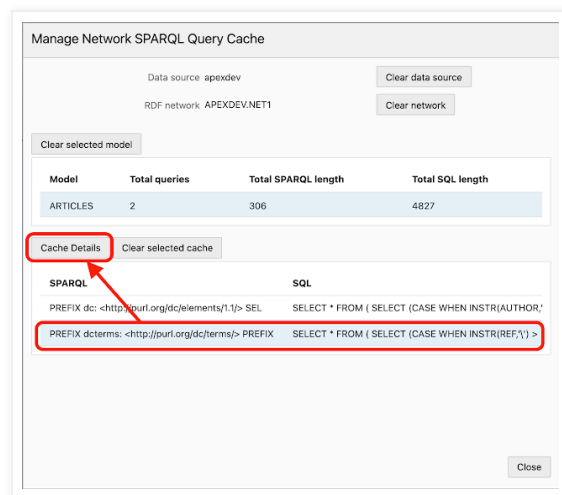 Manage Network SPARQL Query Cache
Data source apexdev Clear data source
RDF network APEXDEV.NET1 Clear network
Clear selected model
Model Total queries Total SPARQL length Total SQL length
ARTICLES 2 306 4827
Cache Details Clear selected cache
SPARQL SQL
PREFIX dc: <http://purl.org/dc/elements/1.1/> SEL SELECT * FROM ( SELECT (CASE WHEN INSTR(AUTHOR,'
PREFIX dcterms: <http://purl.org/dc/terms/> PREFIX SELECT * FROM ( SELECT (CASE WHEN INSTR(REF,'\') >
Close